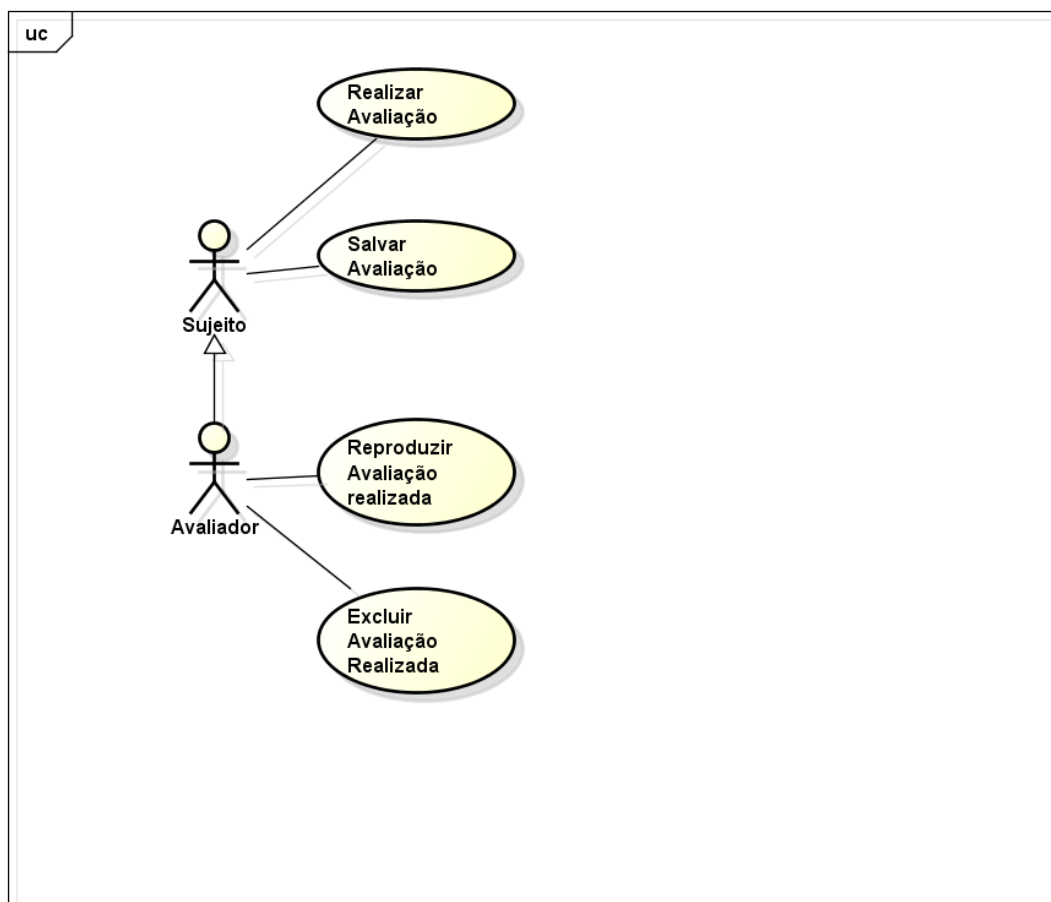 uc
Realizar
Avaliação
Salvar
Avaliação
Sujeito
Reproduzir
Avaliação
realizada
Avaliador
Excluir
Avaliação
Realizada